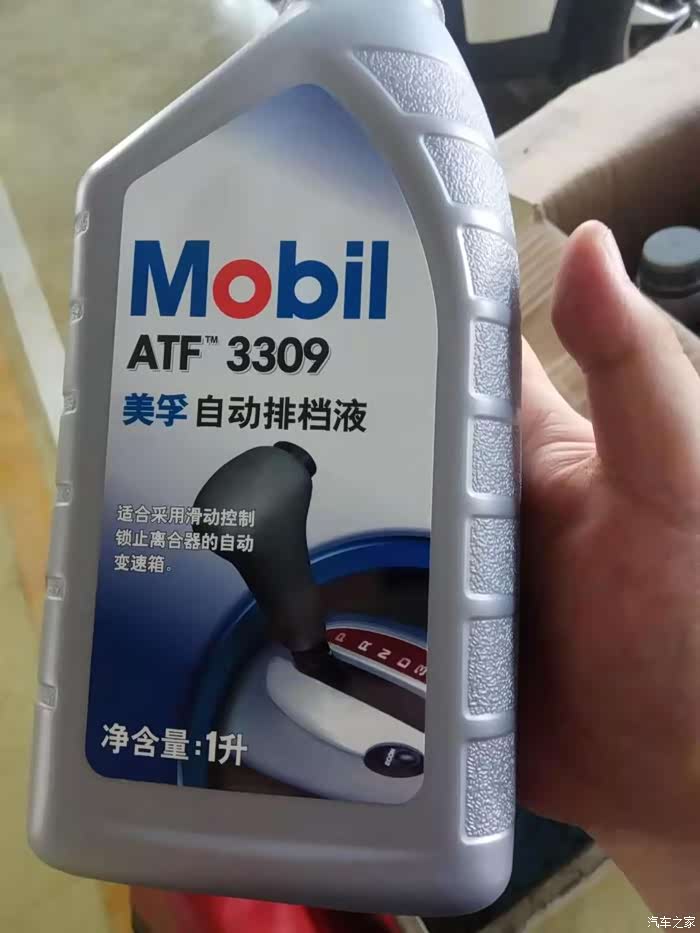 Mobil
ATF™ 3309
美孚 自动排档液
适合采用滑动控制
锁止离合器的自动
变速箱。
P R N D 3
净含量:1升
汽车之家